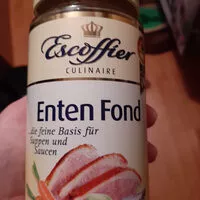 Escoffier
CULINAIRE
Enten Fond
...die feine Basis für
Suppen und
Saucen